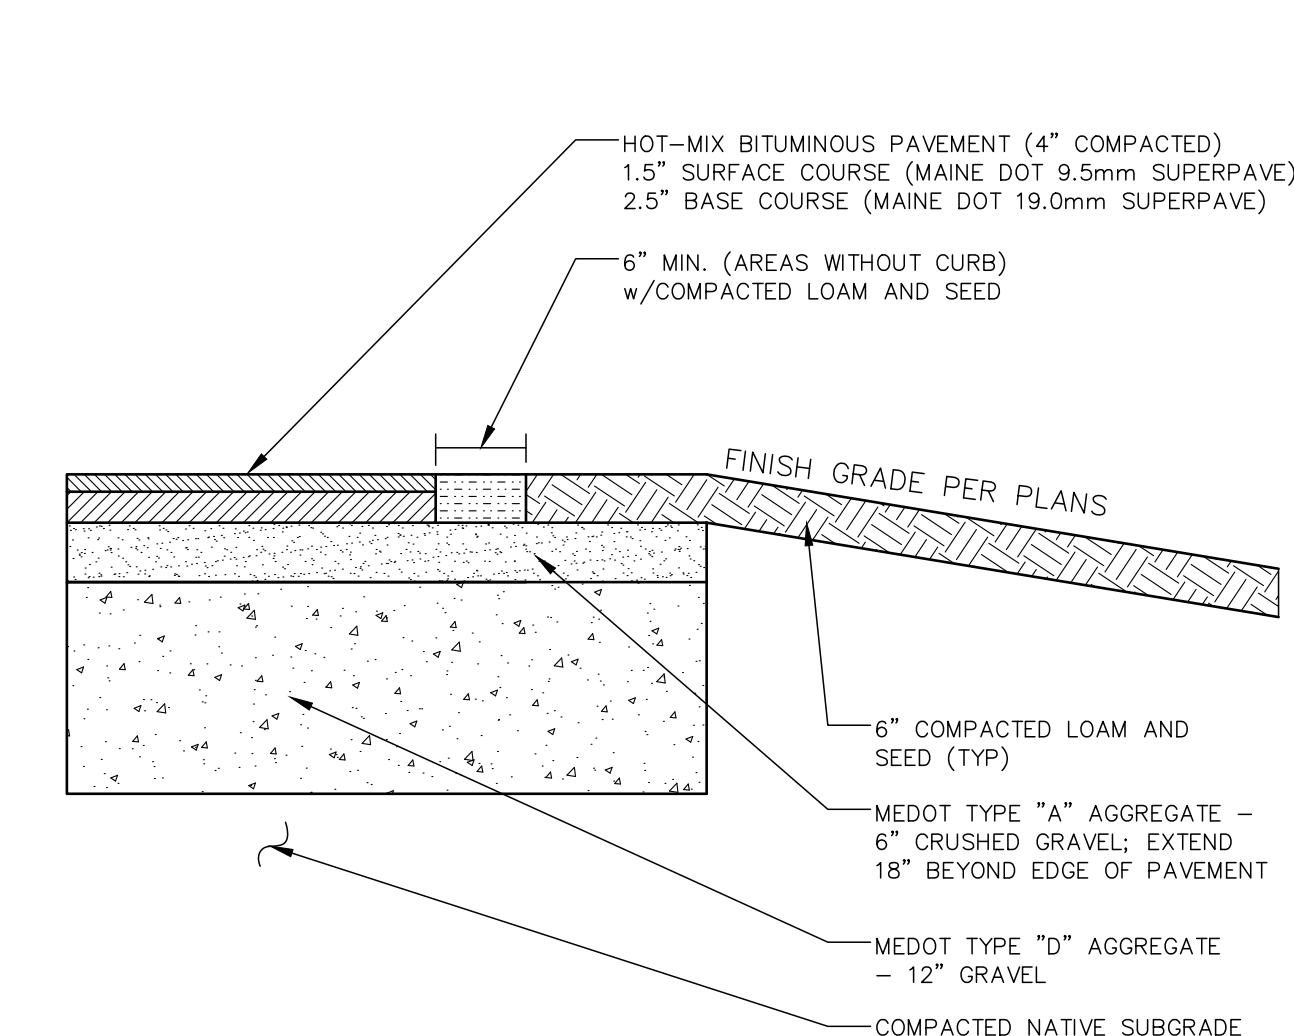 HOT-MIX BITUMINOUS PAVEMENT (4" COMPACTED)
1.5" SURFACE COURSE (MAINE DOT 9.5mm SUPERPAVE)
2.5" BASE COURSE (MAINE DOT 19.0mm SUPERPAVE)
6" MIN. (AREAS WITHOUT CURB)
w/COMPACTED LOAM AND SEED
FINISH GRADE PER PLANS
6" COMPACTED LOAM AND
SEED (TYP)
MEDOT TYPE "A" AGGREGATE -
6" CRUSHED GRAVEL; EXTEND
18" BEYOND EDGE OF PAVEMENT
MEDOT TYPE "D" AGGREGATE
- 12" GRAVEL
COMPACTED NATIVE SUBGRADE